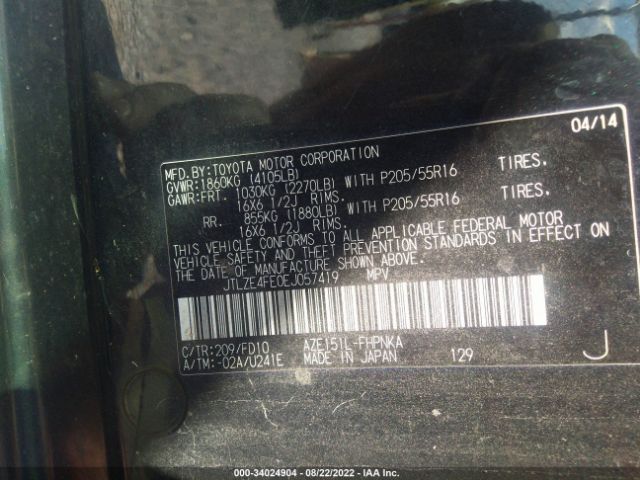 04/14
MFD.BY:TOYOTA MOTOR CORPORATION
GVWR:1860KG (4105LB)
GAWR:FRT. 1030KG (2270LB) WITH P205/55R16 TIRES.
16X6 1/2J RIMS.
RR. 855KG (1880LB) WITH P205/55R16 TIRES.
16X6 1/2J RIMS.
THIS VEHICLE CONFORMS TO ALL APPLICABLE FEDERAL MOTOR
VEHICLE SAFETY AND THEFT PREVENTION STANDARDS IN EFFECT ON
THE DATE OF MANUFACTURE SHOWN ABOVE.
JTLZE4FE0EJ057419 MPV
C/TR:209/FD10 AZE151L-FHPNKA
A/TM:-02A/U241E MADE IN JAPAN 129 J
000-34024904 - 08/22/2022 - IAA Inc.